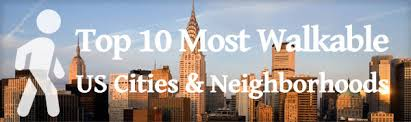 Top 10 Most Walkable
US Cities & Neighborhoods